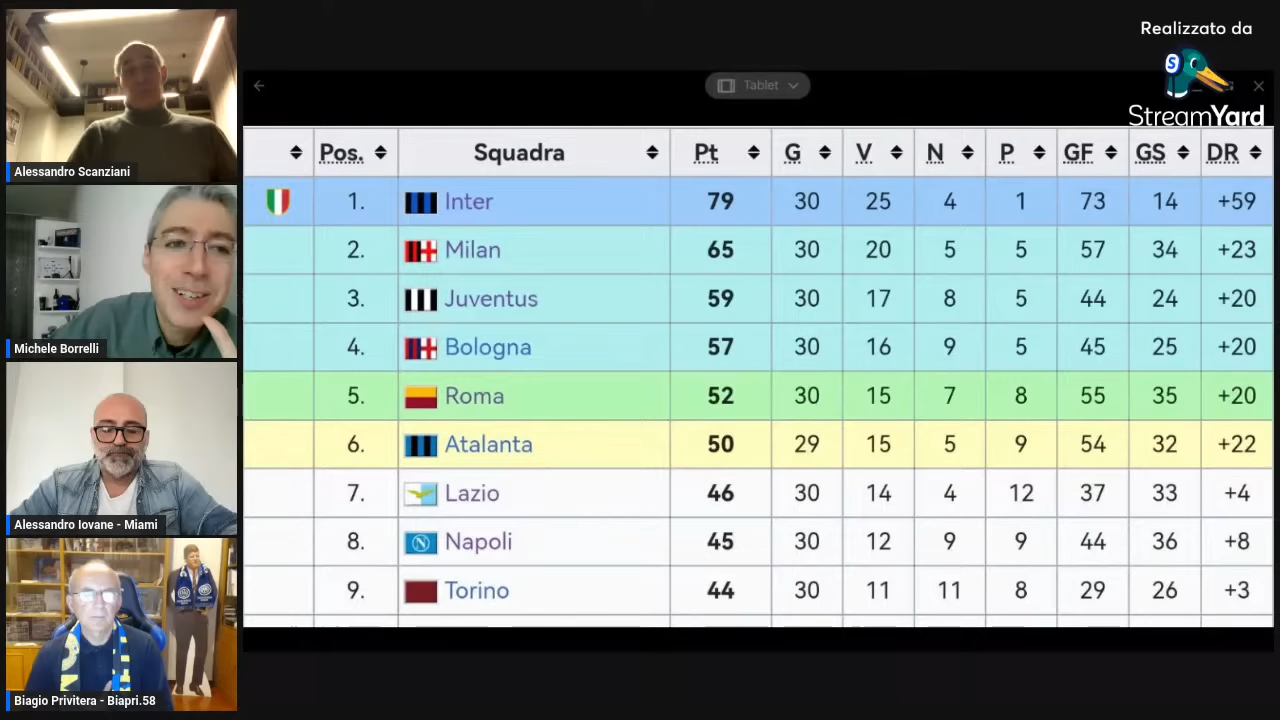 Realizzato da
S
StreamYard
Tablet
Pos. Squadra Pt G V N P GF GS DR
1. Inter 79 30 25 4 1 73 14 +59
2. Milan 65 30 20 5 5 57 34 +23
3. Juventus 59 30 17 8 5 44 24 +20
4. Bologna 57 30 16 9 5 45 25 +20
5. Roma 52 30 15 7 8 55 35 +20
6. Atalanta 50 29 15 5 9 54 32 +22
7. Lazio 46 30 14 4 12 37 33 +4
8. N Napoli 45 30 12 9 9 44 36 +8
9. Torino 44 30 11 11 8 29 26 +3
Alessandro Scanziani
Michele Borrelli
Alessandro Iovane - Miami
Biagio Privitera - Biapri.58